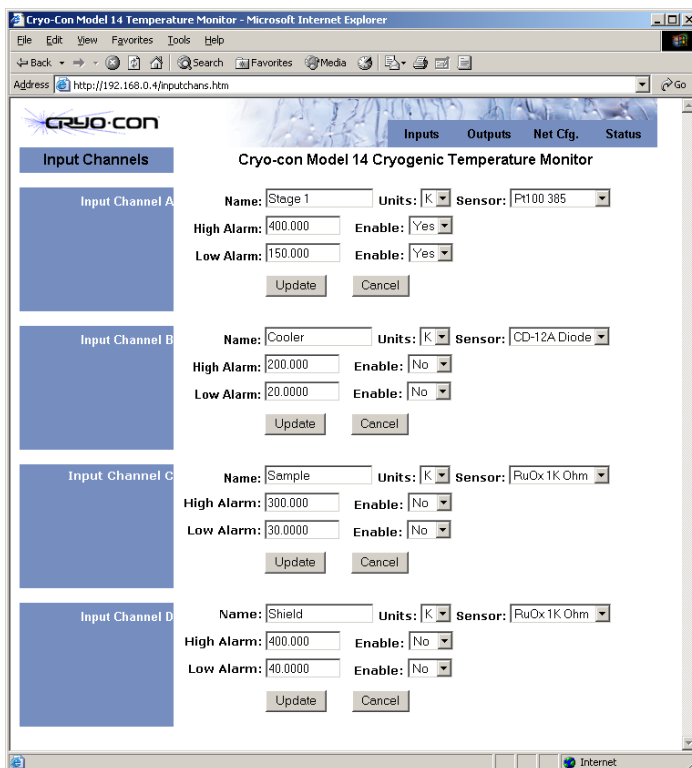 Cryo-Con Model 14 Temperature Monitor - Microsoft Internet Explorer
File Edit View Favorites Tools Help
Back Search Favorites Media
Address http://192.168.0.4/inputchans.htm Go
CRYO·CON
Inputs Outputs Net Cfg. Status
Input Channels Cryo-con Model 14 Cryogenic Temperature Monitor
Input Channel A Name: Stage 1 Units: K Sensor: Pt100 385
High Alarm: 400.000 Enable: Yes
Low Alarm: 150.000 Enable: Yes
Update Cancel
Input Channel B Name: Cooler Units: K Sensor: CD-12A Diode
High Alarm: 200.000 Enable: No
Low Alarm: 20.0000 Enable: No
Update Cancel
Input Channel C Name: Sample Units: K Sensor: RuOx 1K Ohm
High Alarm: 300.000 Enable: No
Low Alarm: 30.0000 Enable: No
Update Cancel
Input Channel D Name: Shield Units: K Sensor: RuOx 1K Ohm
High Alarm: 400.000 Enable: No
Low Alarm: 40.0000 Enable: No
Update Cancel
Internet